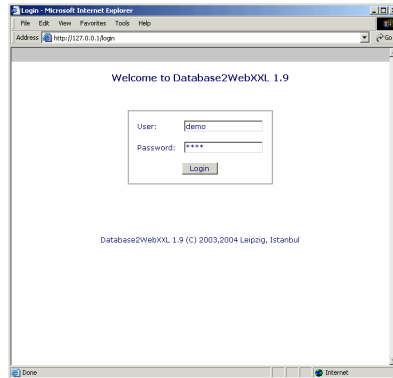 Login - Microsoft Internet Explorer
File Edit View Favorites Tools Help
Address http://127.0.0.1/login Go
Welcome to Database2WebXXL 1.9
User: demo
Password: ****
Login
Database2WebXXL 1.9 (C) 2003,2004 Leipzig, Istanbul
Done Internet